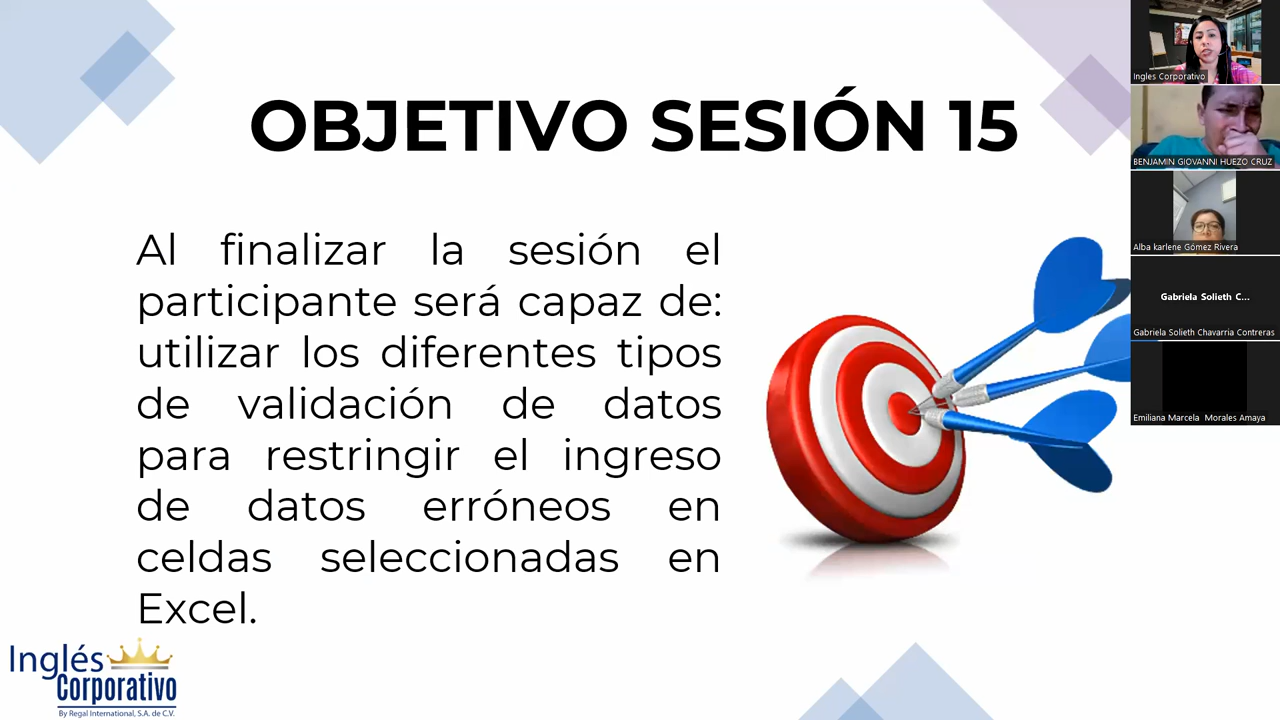 OBJETIVO SESIÓN 15
Al finalizar la sesión el
participante será capaz de:
utilizar los diferentes tipos
de validación de datos
para restringir el ingreso
de datos erróneos en
celdas seleccionadas en
Excel.
Inglés
Corporativo
By Regal International, S.A. de C.V.
Ingles Corporativo
BENJAMIN GIOVANNI HUEZO CRUZ
Alba karlene Gómez Rivera
Gabriela Solieth C...
Gabriela Solieth Chavarria Contreras
Emiliana Marcela Morales Amaya